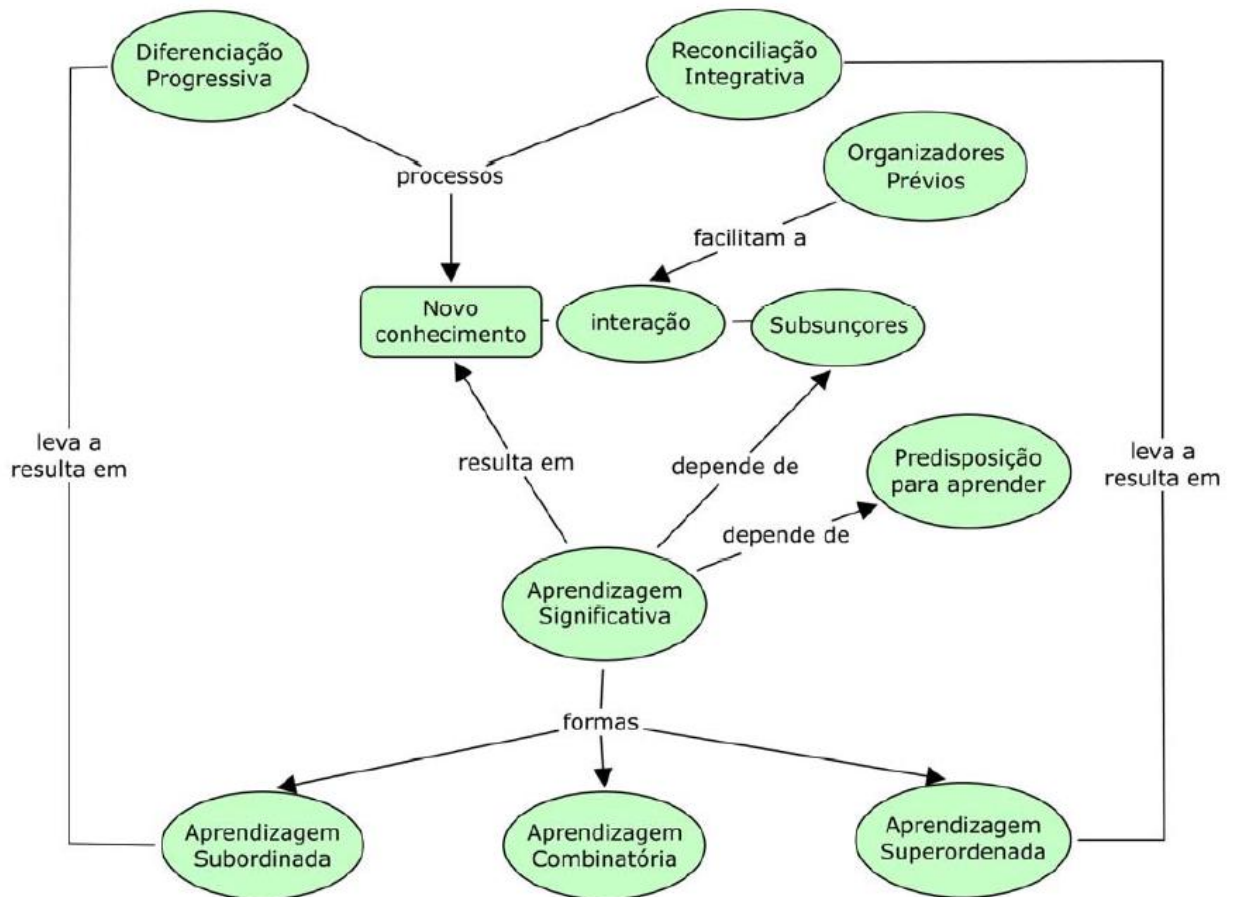 Diferenciação
Progressiva
Reconciliação
Integrativa
Organizadores
Prévios
processos
facilitam a
Novo
conhecimento
interação
Subsunçores
leva a
resulta em
resulta em
depende de
Predisposição
para aprender
leva a
resulta em
depende de
Aprendizagem
Significativa
formas
Aprendizagem
Subordinada
Aprendizagem
Combinatória
Aprendizagem
Superordenada